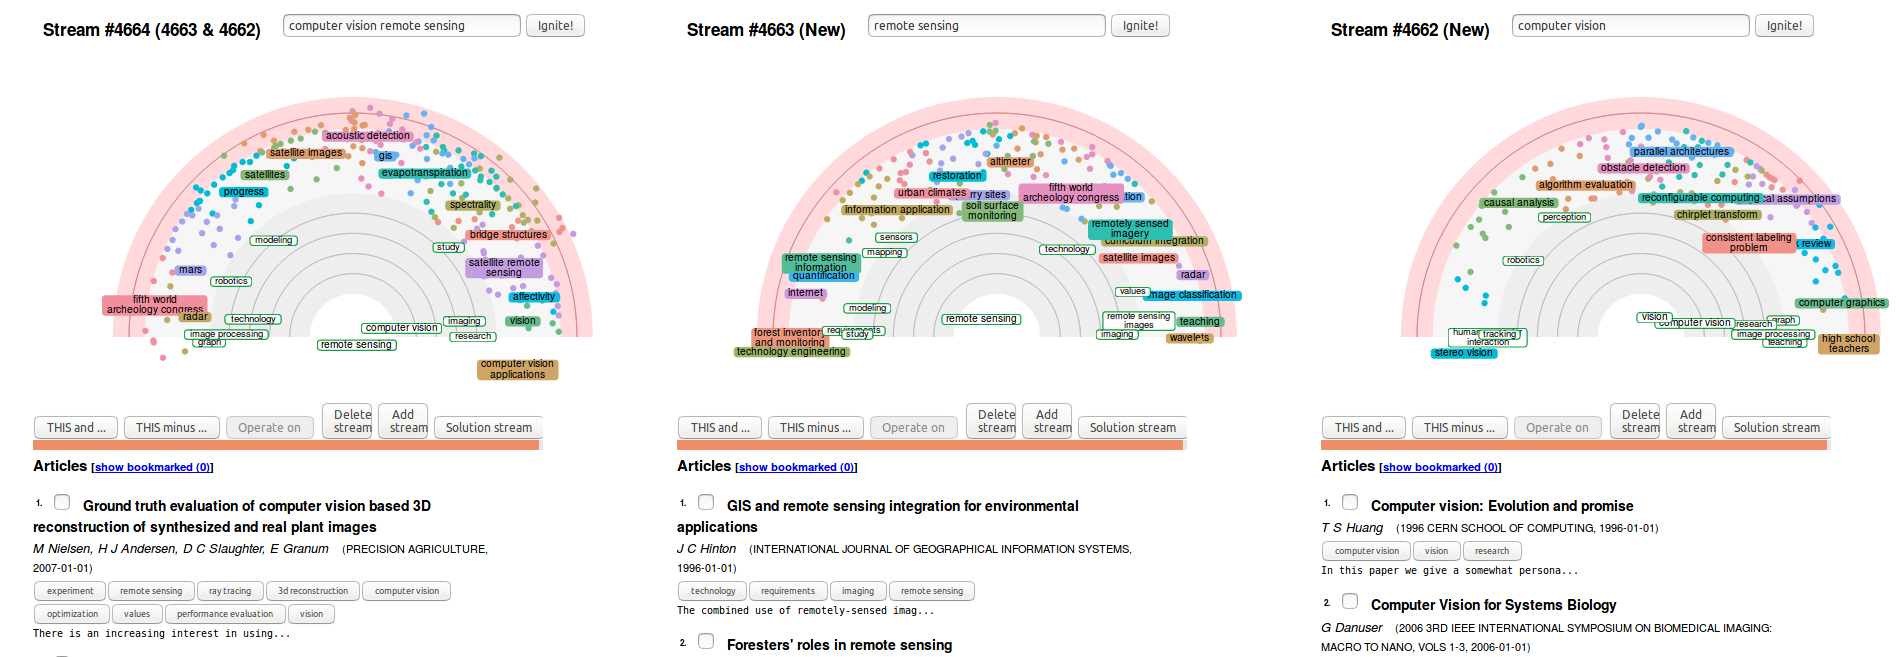 Stream #4664 (4663 & 4662)
computer vision remote sensing
Ignite!
acoustic detection
satellite images
gis
satellites
evapotranspiration
progress
spectrality
bridge structures
modeling
study
satellite remote
sensing
mars
robotics
affectivity
fifth world
archeology congress
radar
technology
imaging
vision
computer vision
image processing
research
graph
remote sensing
computer vision
applications
THIS and ...
THIS minus ...
Operate on
Delete
stream
Add
stream
Solution stream
Articles [show bookmarked (0)]
1. Ground truth evaluation of computer vision based 3D
reconstruction of synthesized and real plant images
M Nielsen, H J Andersen, D C Slaughter, E Granum (PRECISION AGRICULTURE,
2007-01-01)
experiment
remote sensing
ray tracing
3d reconstruction
computer vision
optimization
values
performance evaluation
vision
There is an increasing interest in using...
Stream #4663 (New)
remote sensing
Ignite!
altimeter
restoration
urban climates
ry sites
fifth world
archeology congress
tion
information application
soil surface
monitoring
remotely sensed
imagery
sensors
curriculum integration
mapping
technology
satellite images
remote sensing
information
quantification
radar
internet
values
image classification
modeling
remote sensing
remote sensing
images
teaching
forest inventor
and monitoring
requirements
study
imaging
wavelets
technology engineering
THIS and ...
THIS minus ...
Operate on
Delete
stream
Add
stream
Solution stream
Articles [show bookmarked (0)]
1. GIS and remote sensing integration for environmental
applications
J C Hinton (INTERNATIONAL JOURNAL OF GEOGRAPHICAL INFORMATION SYSTEMS,
1996-01-01)
technology
requirements
imaging
remote sensing
The combined use of remotely-sensed imag...
2. Foresters' roles in remote sensing
Stream #4662 (New)
computer vision
Ignite!
parallel architectures
obstacle detection
algorithm evaluation
causal analysis
reconfigurable computing
cal assumptions
perception
chirplet transform
consistent labeling
problem
k review
robotics
computer graphics
vision
computer vision
research
graph
human
tracking
interaction
image processing
teaching
high school
teachers
stereo vision
THIS and ...
THIS minus ...
Operate on
Delete
stream
Add
stream
Solution stream
Articles [show bookmarked (0)]
1. Computer vision: Evolution and promise
T S Huang (1996 CERN SCHOOL OF COMPUTING, 1996-01-01)
computer vision
vision
research
In this paper we give a somewhat persona...
2. Computer Vision for Systems Biology
G Danuser (2006 3RD IEEE INTERNATIONAL SYMPOSIUM ON BIOMEDICAL IMAGING:
MACRO TO NANO, VOLS 1-3, 2006-01-01)